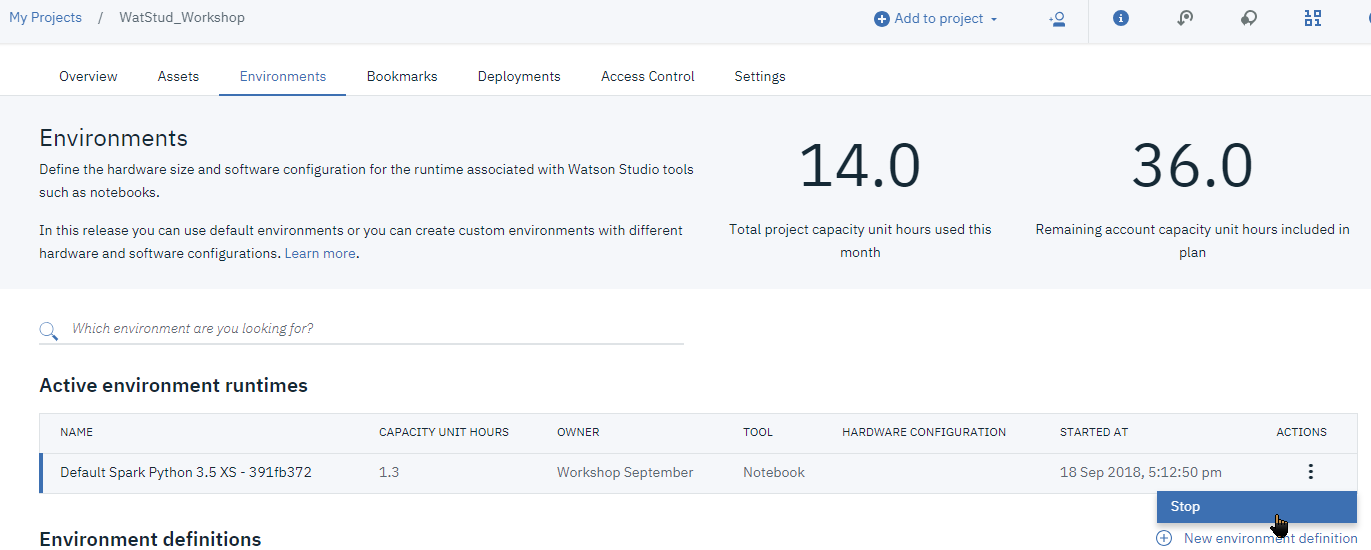 My Projects / WatStud_Workshop
Add to project
Overview Assets Environments Bookmarks Deployments Access Control Settings
Environments
Define the hardware size and software configuration for the runtime associated with Watson Studio tools
such as notebooks.
In this release you can use default environments or you can create custom environments with different
hardware and software configurations. Learn more.
14.0
Total project capacity unit hours used this
month
36.0
Remaining account capacity unit hours included in
plan
Which environment are you looking for?
Active environment runtimes
NAME CAPACITY UNIT HOURS OWNER TOOL HARDWARE CONFIGURATION STARTED AT ACTIONS
Default Spark Python 3.5 XS - 391fb372 1.3 Workshop September Notebook 18 Sep 2018, 5:12:50 pm
Stop
Environment definitions
New environment definition